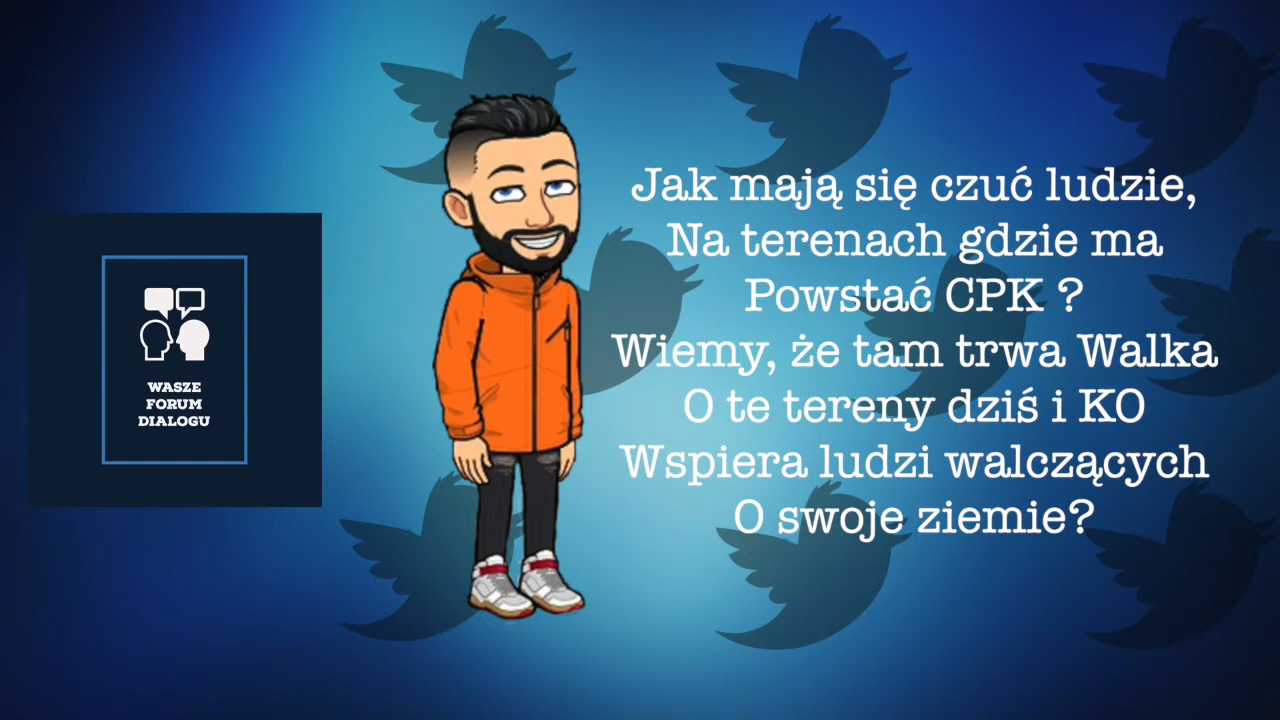 WASZE
FORUM
DIALOGU
Jak mają się czuć ludzie,
Na terenach gdzie ma
Powstać CPK ?
Wiemy, że tam trwa Walka
O te tereny dziś i KO
Wspiera ludzi walczących
O swoje ziemie?